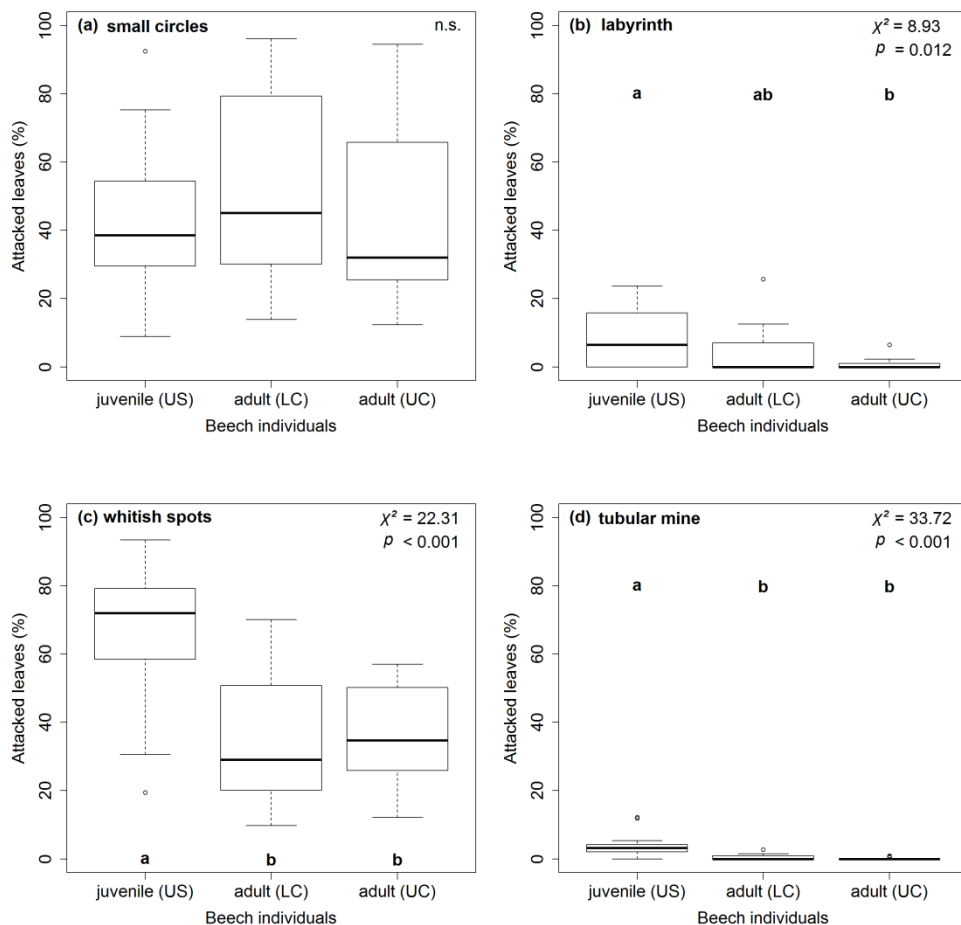 (a) small circles
n.s.
Attacked leaves (%)
100
80
60
40
20
0
juvenile (US) adult (LC) adult (UC)
Beech individuals
(b) labyrinth
χ² = 8.93
p = 0.012
a ab b
Attacked leaves (%)
100
80
60
40
20
0
juvenile (US) adult (LC) adult (UC)
Beech individuals
(c) whitish spots
χ² = 22.31
p < 0.001
Attacked leaves (%)
100
80
60
40
20
0
a b b
juvenile (US) adult (LC) adult (UC)
Beech individuals
(d) tubular mine
χ² = 33.72
p < 0.001
a b b
Attacked leaves (%)
100
80
60
40
20
0
juvenile (US) adult (LC) adult (UC)
Beech individuals